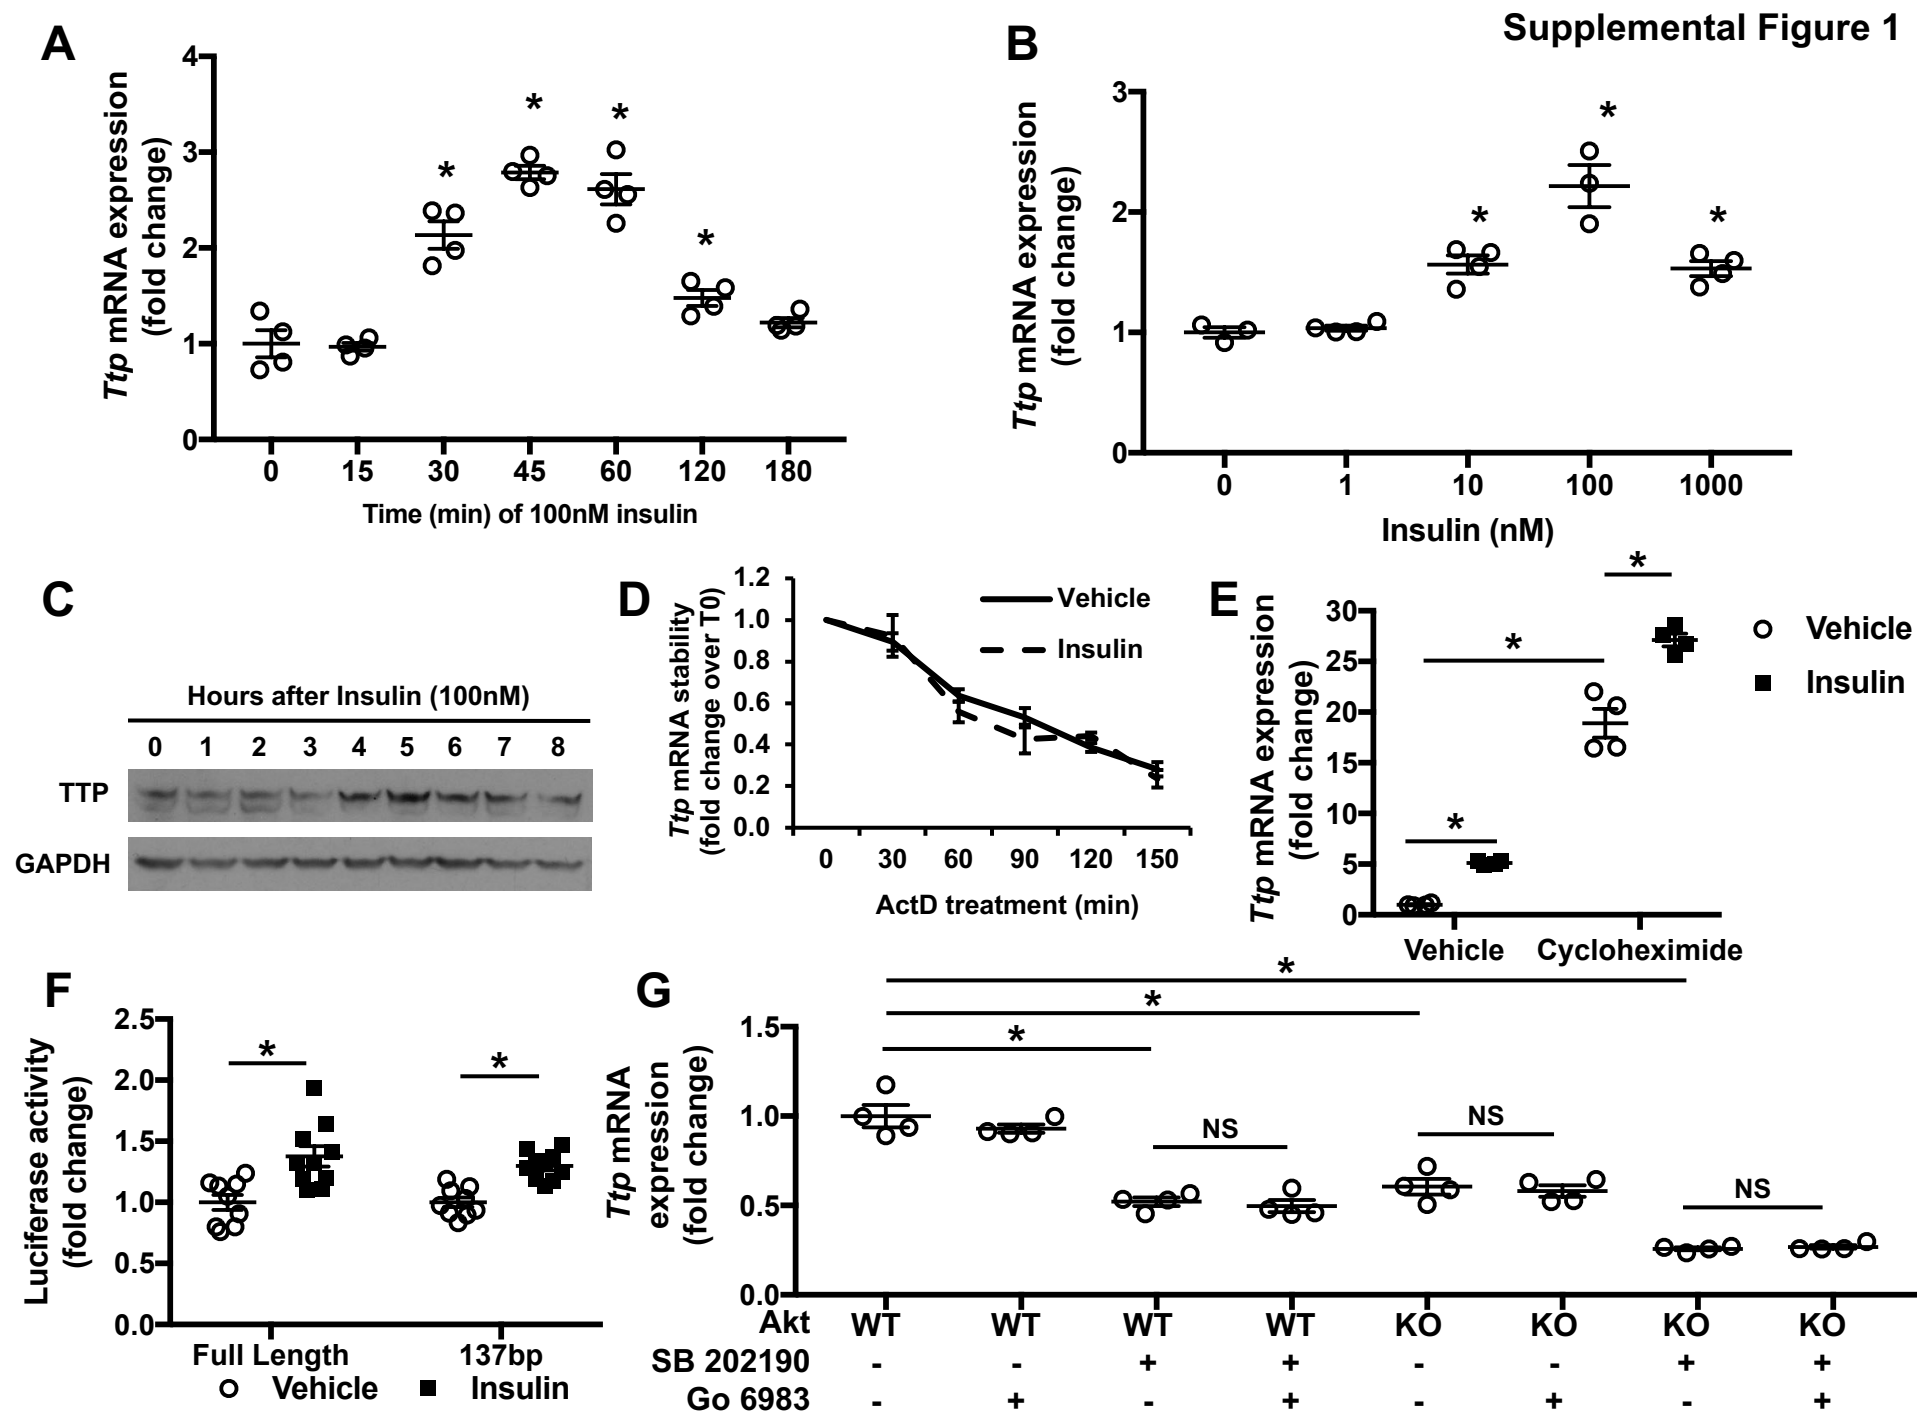 Supplemental Figure 1
A
Ttp mRNA expression
(fold change)
4
3
2
1
0
* * * *
0 15 30 45 60 120 180
Time (min) of 100nM insulin
B
Ttp mRNA expression
(fold change)
3
2
1
0
* * *
0 1 10 100 1000
Insulin (nM)
C
Hours after Insulin (100nM)
0 1 2 3 4 5 6 7 8
TTP
GAPDH
D
Ttp mRNA stability
(fold change over T0)
1.2
1.0
0.8
0.6
0.4
0.2
0.0
Vehicle
Insulin
0 30 60 90 120 150
ActD treatment (min)
E
Ttp mRNA expression
(fold change)
30
25
20
15
10
5
0
* * *
Vehicle
Insulin
Vehicle Cycloheximide
F
Luciferase activity
(fold change)
2.5
2.0
1.5
1.0
0.5
0.0
* *
Full Length 137bp
Vehicle Insulin
G
Ttp mRNA
expression
(fold change)
1.5
1.0
0.5
0.0
*
*
*
NS NS NS
Akt WT WT WT WT KO KO KO KO
SB 202190 - - + + - - + +
Go 6983 - + - + - + - +